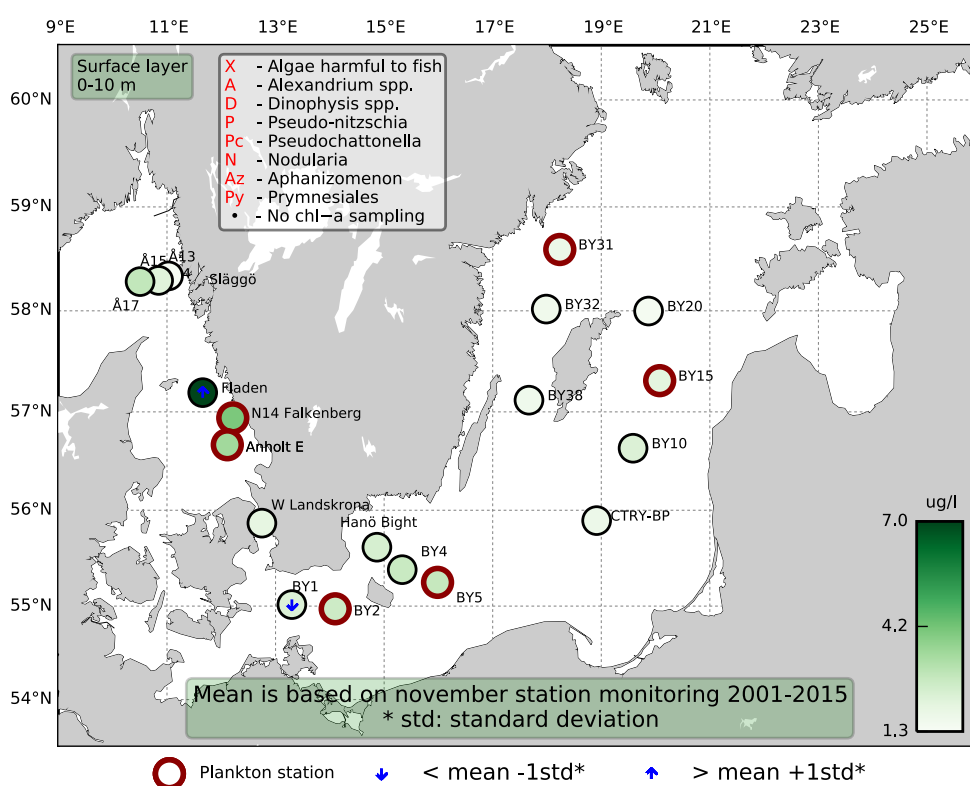 9°E 11°E 13°E 15°E 17°E 19°E 21°E 23°E 25°E
Surface layer
0-10 m
X - Algae harmful to fish
A - Alexandrium spp.
D - Dinophysis spp.
P - Pseudo-nitzschia
Pc - Pseudochattonella
N - Nodularia
Az - Aphanizomenon
Py - Prymnesiales
• - No chl−a sampling
60°N
59°N
58°N
57°N
56°N
55°N
54°N
Å15 Å13
4
Släggö
Å17
BY31
BY32
BY20
Fladen
BY15
BY38
N14 Falkenberg
Anholt E
BY10
W Landskrona
Hanö Bight
CTRY-BP
BY4
BY1
BY5
BY2
ug/l
7.0
4.2
1.3
Mean is based on november station monitoring 2001-2015
* std: standard deviation
Plankton station < mean -1std* > mean +1std*